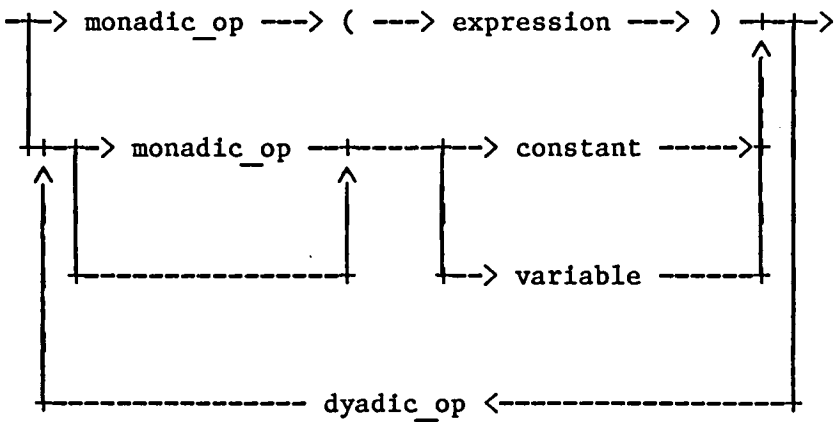 monadic_op ( expression )
monadic_op constant
variable
dyadic_op